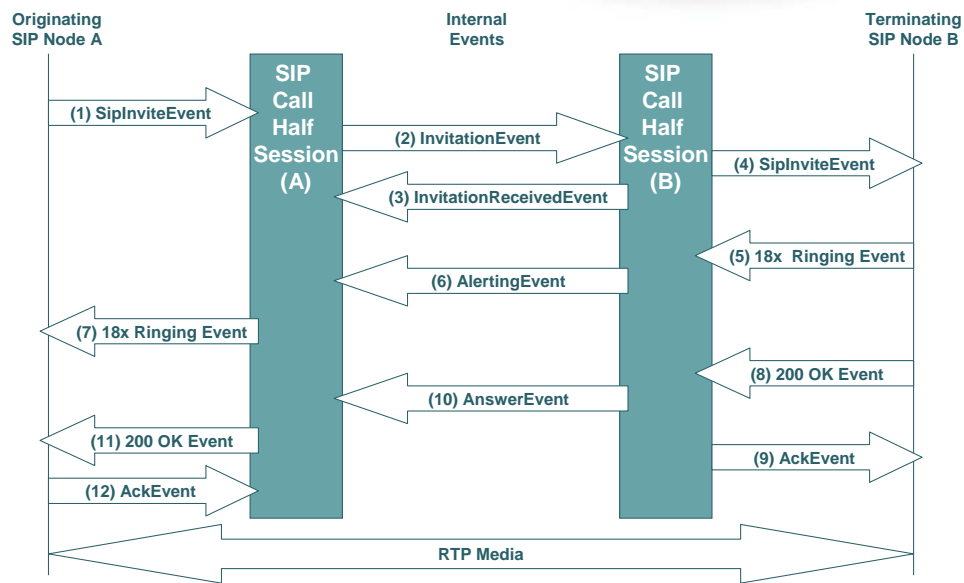 Originating
SIP Node A
Internal
Events
Terminating
SIP Node B
SIP
Call
Half
Session
(A)
SIP
Call
Half
Session
(B)
(1) SipInviteEvent
(2) InvitationEvent
(4) SipInviteEvent
(3) InvitationReceivedEvent
(5) 18x Ringing Event
(6) AlertingEvent
(7) 18x Ringing Event
(8) 200 OK Event
(10) AnswerEvent
(11) 200 OK Event
(9) AckEvent
(12) AckEvent
RTP Media